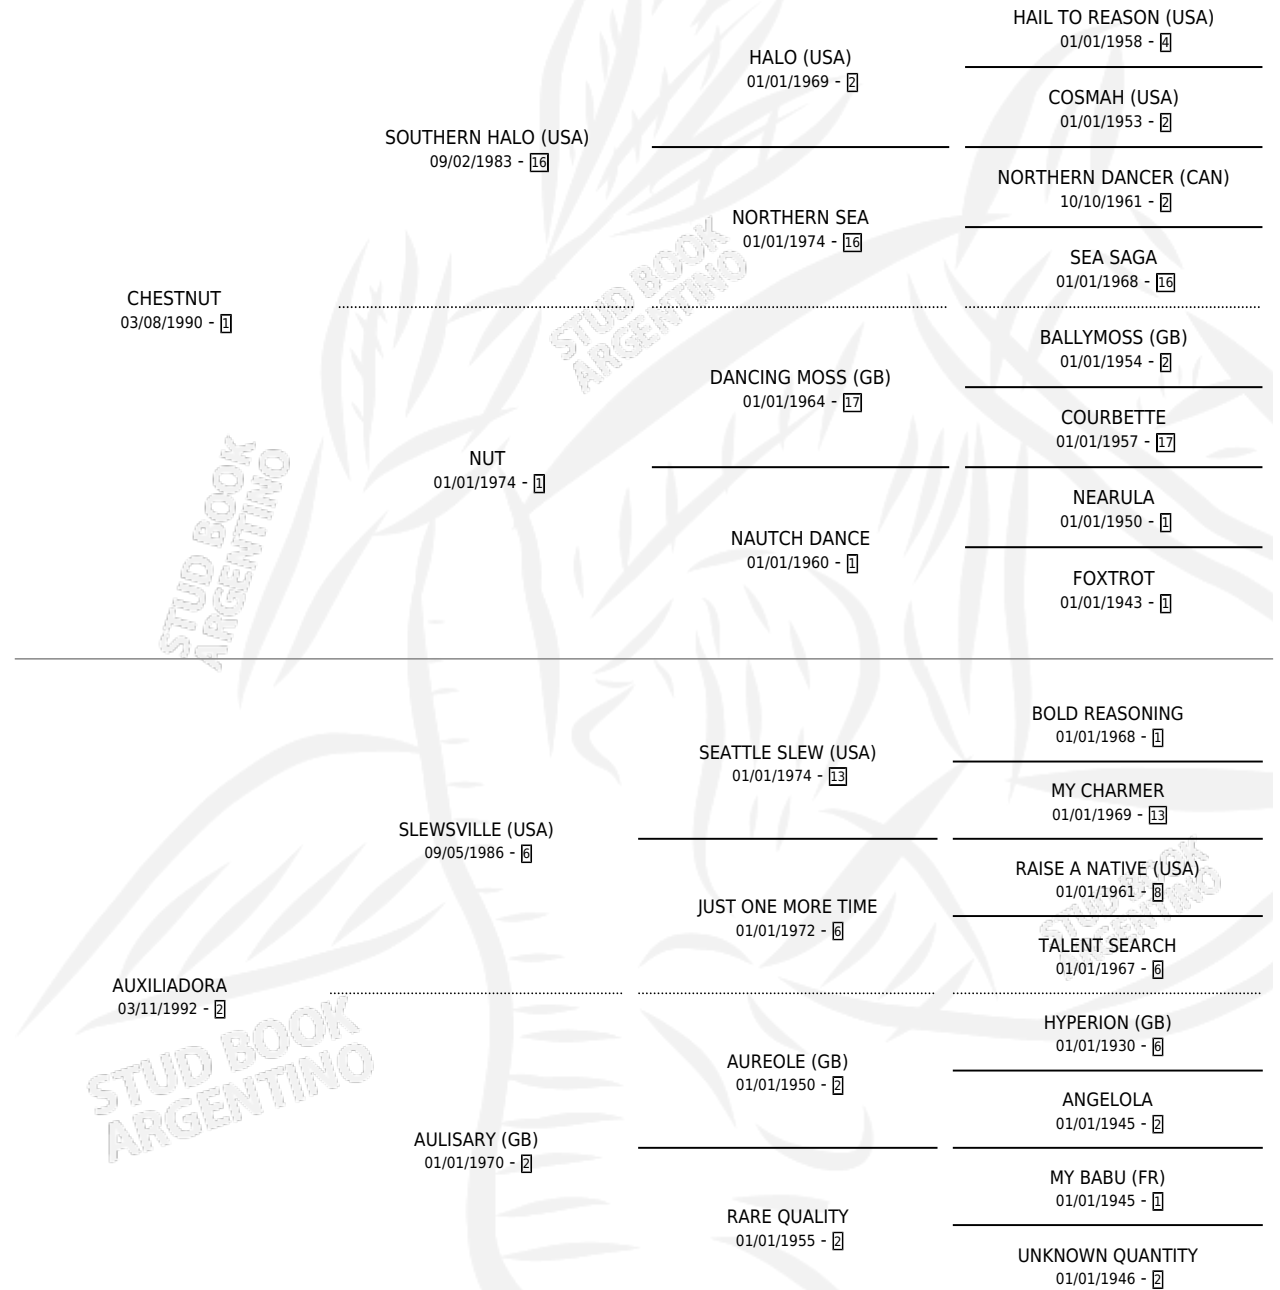 HAIL TO REASON (USA)
01/01/1958 - 4
HALO (USA)
01/01/1969 - 2
COSMAH (USA)
01/01/1953 - 2
SOUTHERN HALO (USA)
09/02/1983 - 16
NORTHERN DANCER (CAN)
10/10/1961 - 2
NORTHERN SEA
01/01/1974 - 16
SEA SAGA
01/01/1968 - 16
CHESTNUT
03/08/1990 - 1
STUD BOOK
ARGENTINO
BALLYMOSS (GB)
01/01/1954 - 2
DANCING MOSS (GB)
01/01/1964 - 17
COURBETTE
01/01/1957 - 17
NUT
01/01/1974 - 1
NEARULA
01/01/1950 - 1
NAUTCH DANCE
01/01/1960 - 1
FOXTROT
01/01/1943 - 1
STUD BOOK
ARGENTINO
BOLD REASONING
01/01/1968 - 1
SEATTLE SLEW (USA)
01/01/1974 - 13
MY CHARMER
01/01/1969 - 13
SLEWSVILLE (USA)
09/05/1986 - 6
RAISE A NATIVE (USA)
01/01/1961 - 8
JUST ONE MORE TIME
01/01/1972 - 6
TALENT SEARCH
01/01/1967 - 6
STUD BOOK
ARGENTINO
AUXILIADORA
03/11/1992 - 2
HYPERION (GB)
01/01/1930 - 6
AUREOLE (GB)
01/01/1950 - 2
ANGELOLA
01/01/1945 - 2
STUD BOOK
ARGENTINO
AULISARY (GB)
01/01/1970 - 2
MY BABU (FR)
01/01/1945 - 1
RARE QUALITY
01/01/1955 - 2
UNKNOWN QUANTITY
01/01/1946 - 2